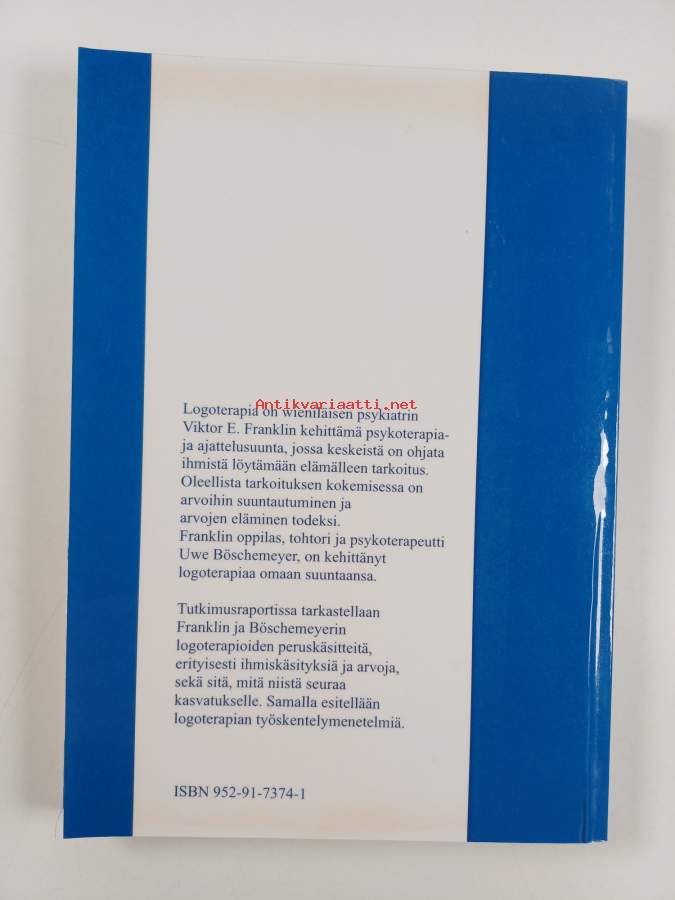 Antikvariaatti.net
Logoterapia on wieniläisen psykiatrin
Viktor E. Franklin kehittämä psykoterapia-
ja ajattelusuunta, jossa keskeistä on ohjata
ihmistä löytämään elämälleen tarkoitus.
Oleellista tarkoituksen kokemisessa on
arvoihin suuntautuminen ja
arvojen eläminen todeksi.
Franklin oppilas, tohtori ja psykoterapeutti
Uwe Böschemeyer, on kehittänyt
logoterapiaa omaan suuntaansa.
Tutkimusraportissa tarkastellaan
Franklin ja Böschemeyerin
logoterapioiden peruskäsitteitä,
erityisesti ihmiskäsityksiä ja arvoja,
sekä sitä, mitä niistä seuraa
kasvatukselle. Samalla esitellään
logoterapian työskentelymenetelmiä.
ISBN 952-91-7374-1